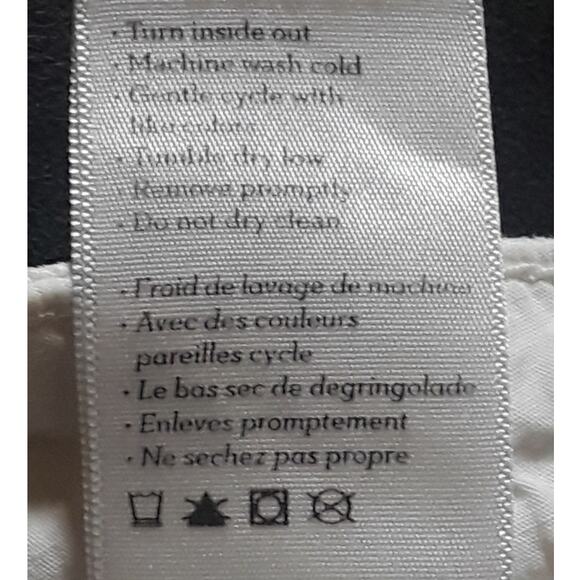 • Turn inside out
• Machine wash cold
• Gentle cycle with
like colors
• Tumble dry low
• Remove promptly
• Do not dry clean
• Froid de lavage de machine
• Avec des couleurs
pareilles cycle
• Le bas sec de degringolade
• Enleves promptement
• Ne sechez pas propre